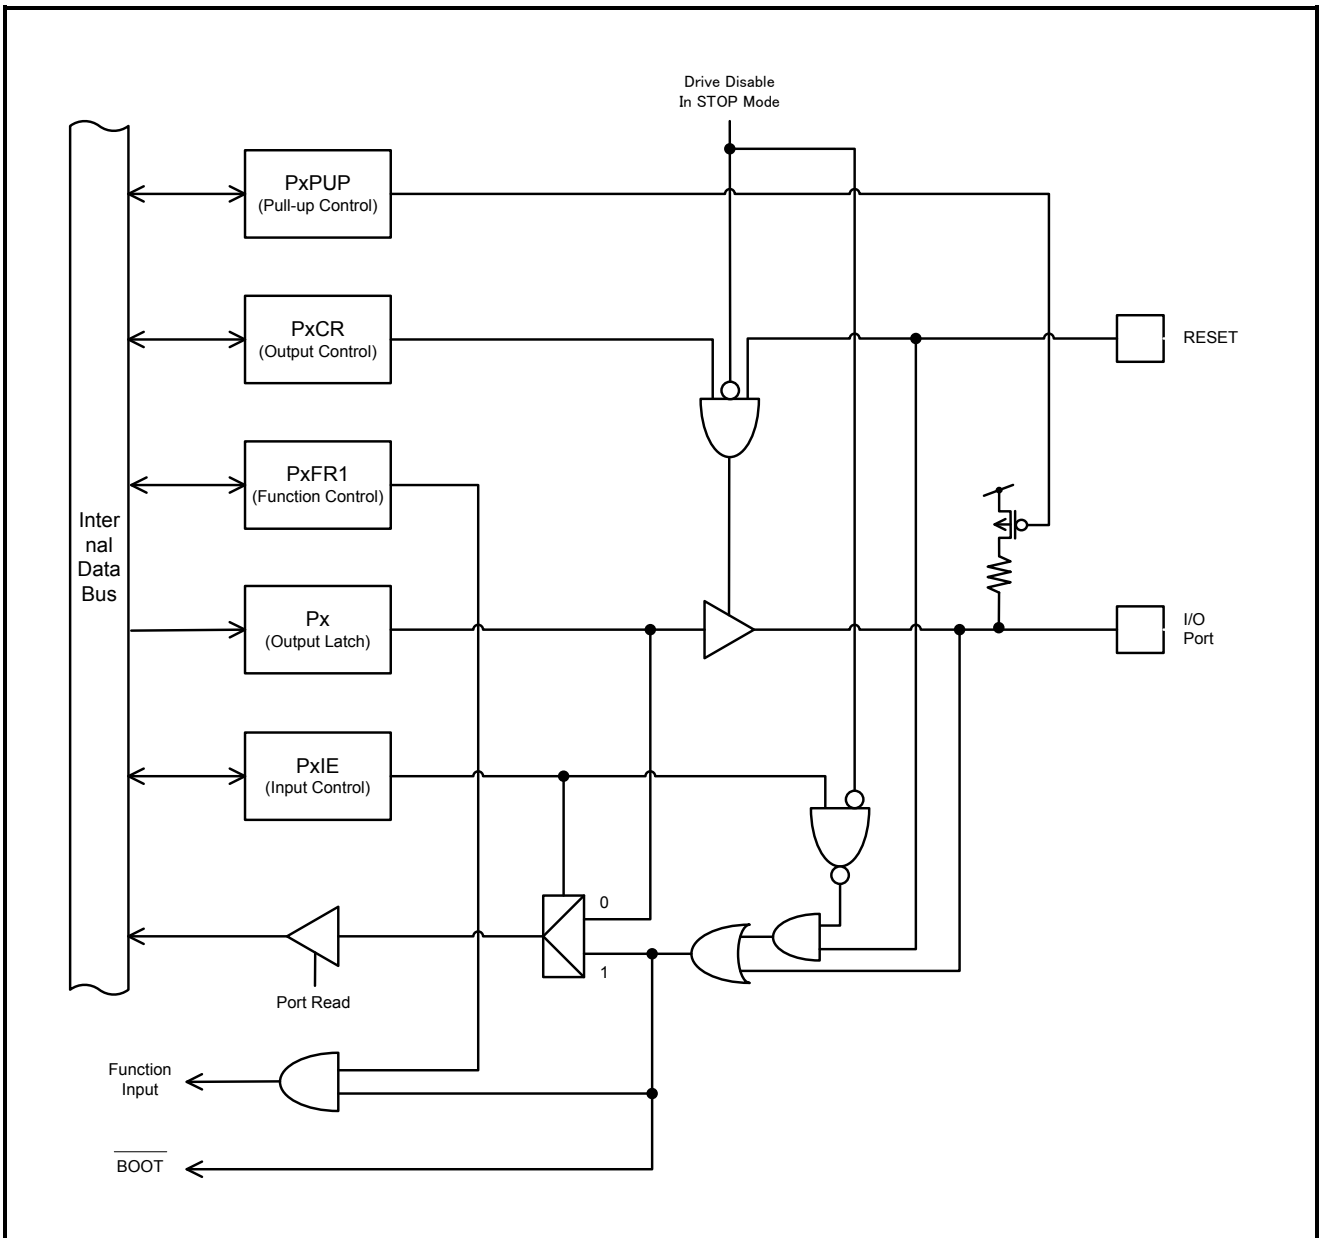 Drive Disable
In STOP Mode
PxPUP
(Pull-up Control)
PxCR
(Output Control)
RESET
PxFR1
(Function Control)
Inter
nal
Data
Bus
Px
(Output Latch)
I/O
Port
PxIE
(Input Control)
0
1
Port Read
Function
Input
BOOT